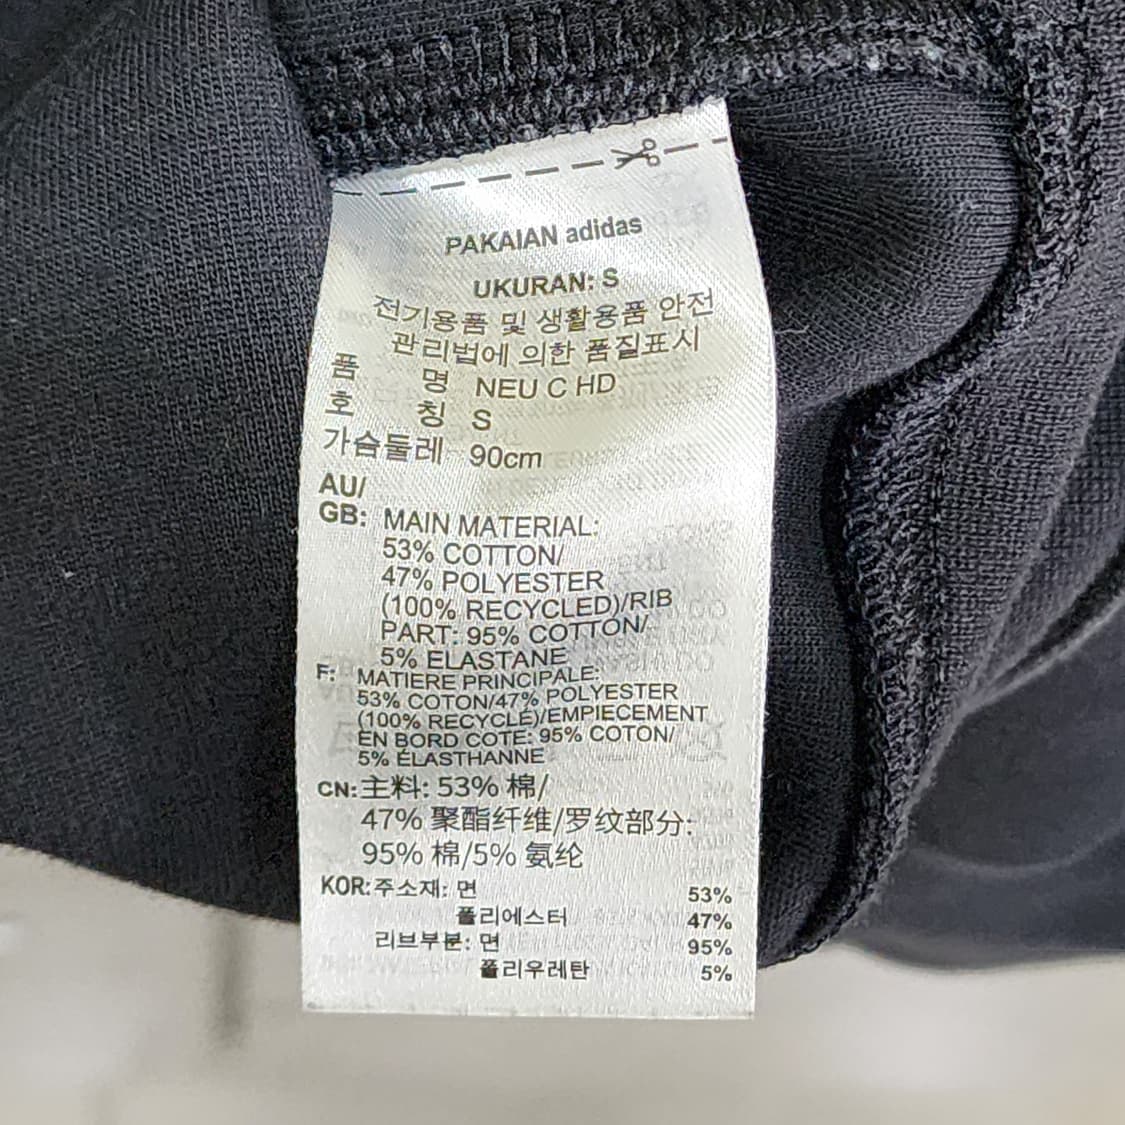 PAKAIAN adidas
UKURAN: S
전기용품 및 생활용품 안전
관리법에 의한 품질표시
품 명 NEU C HD
호 칭 S
가슴둘레 90cm
AU/
GB: MAIN MATERIAL:
53% COTTON/
47% POLYESTER
(100% RECYCLED)/RIB
PART: 95% COTTON/
5% ELASTANE
F: MATIERE PRINCIPALE:
53% COTON/47% POLYESTER
(100% RECYCLÉ)/EMPIECEMENT
EN BORD COTE: 95% COTON/
5% ÉLASTHANNE
CN: 主料: 53% 棉/
47% 聚酯纤维/罗纹部分:
95% 棉/5% 氨纶
KOR: 주소재: 면 53%
폴리에스터 47%
리브부분: 면 95%
폴리우레탄 5%